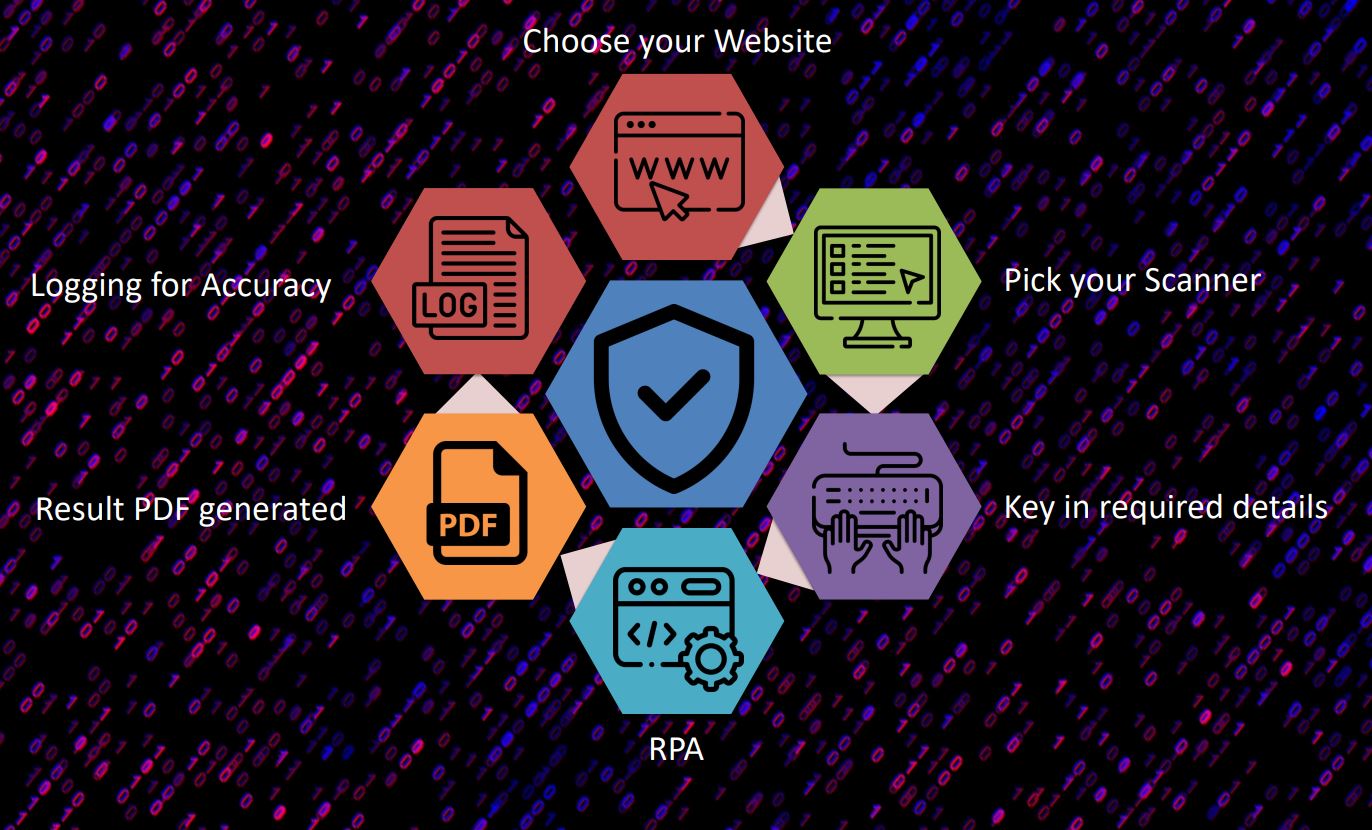 Choose your Website
WWW
Pick your Scanner
Logging for Accuracy
LOG
Key in required details
Result PDF generated
PDF
</>
RPA